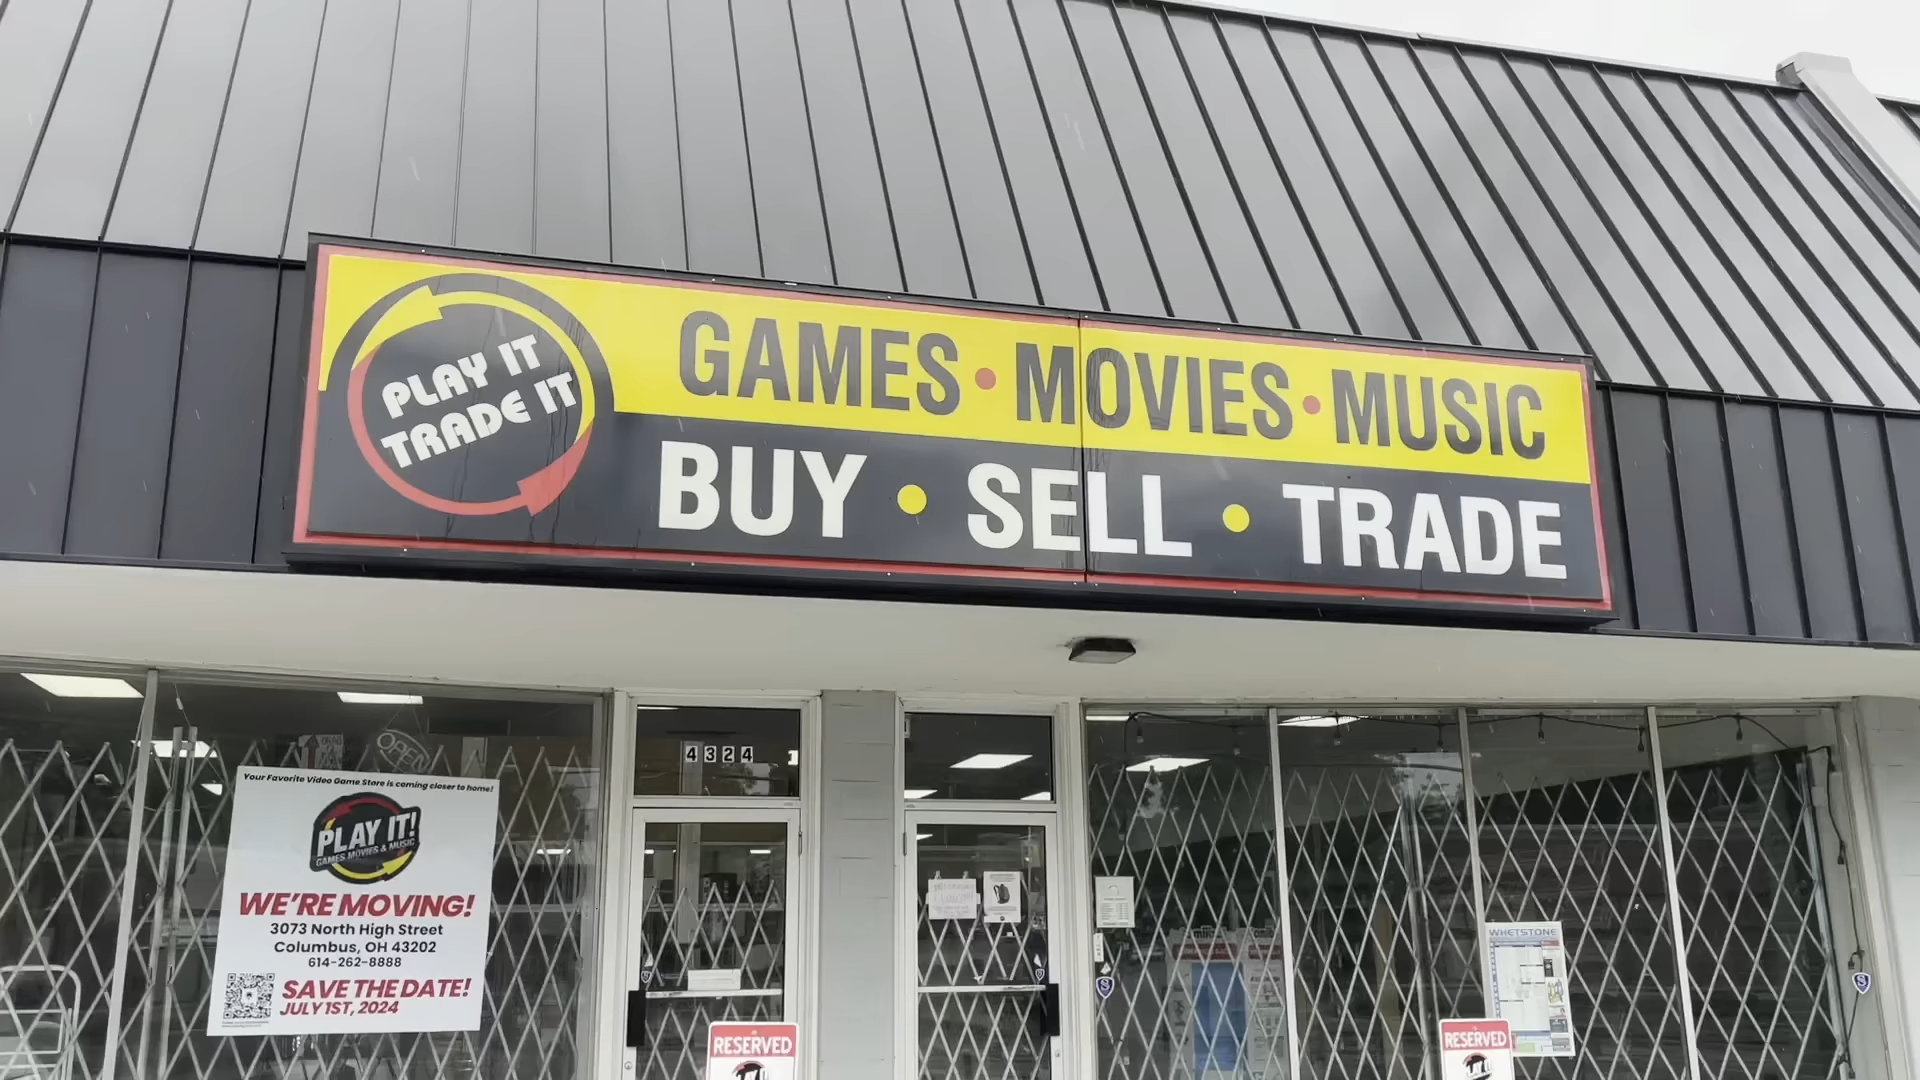 PLAY IT
TRADE IT
GAMES • MOVIES • MUSIC
BUY • SELL • TRADE
4324
OPEN
Your Favorite Video Game Store is coming closer to home!
PLAY IT!
GAMES MOVIES & MUSIC
WE'RE MOVING!
3073 North High Street
Columbus, OH 43202
614-262-8888
SAVE THE DATE!
JULY 1ST, 2024
WHETSTONE
RESERVED
RESERVED